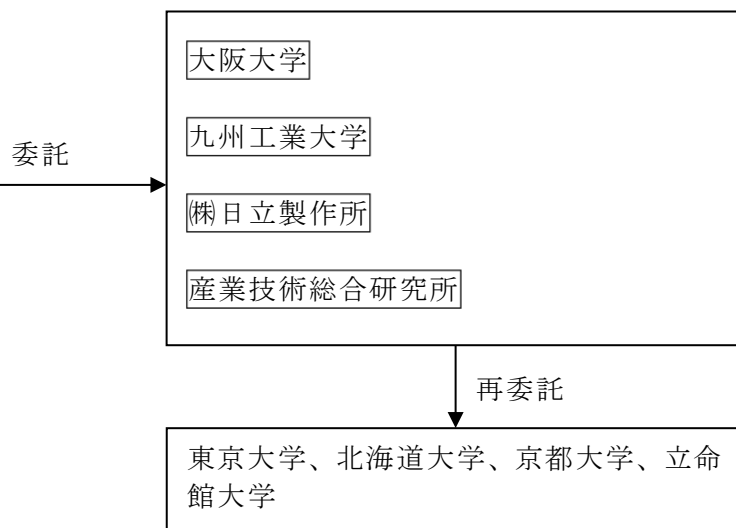 大阪大学
九州工業大学
委託
㈱日立製作所
産業技術総合研究所
再委託
東京大学、北海道大学、京都大学、立命
館大学